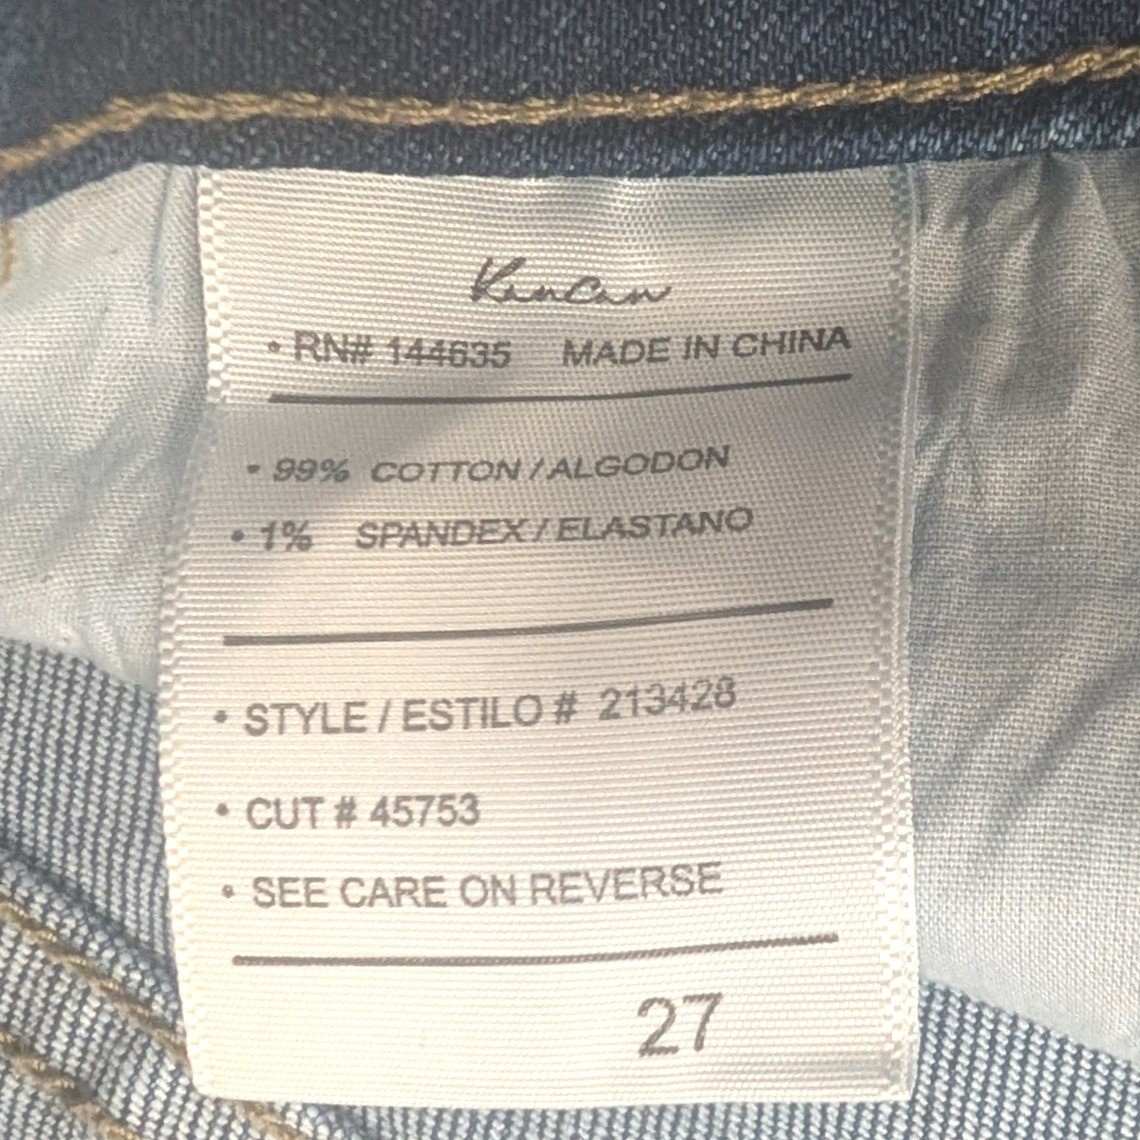 KanCan
• RN# 144635 MADE IN CHINA
• 99% COTTON / ALGODON
• 1% SPANDEX / ELASTANO
• STYLE / ESTILO # 213428
• CUT # 45753
• SEE CARE ON REVERSE
27